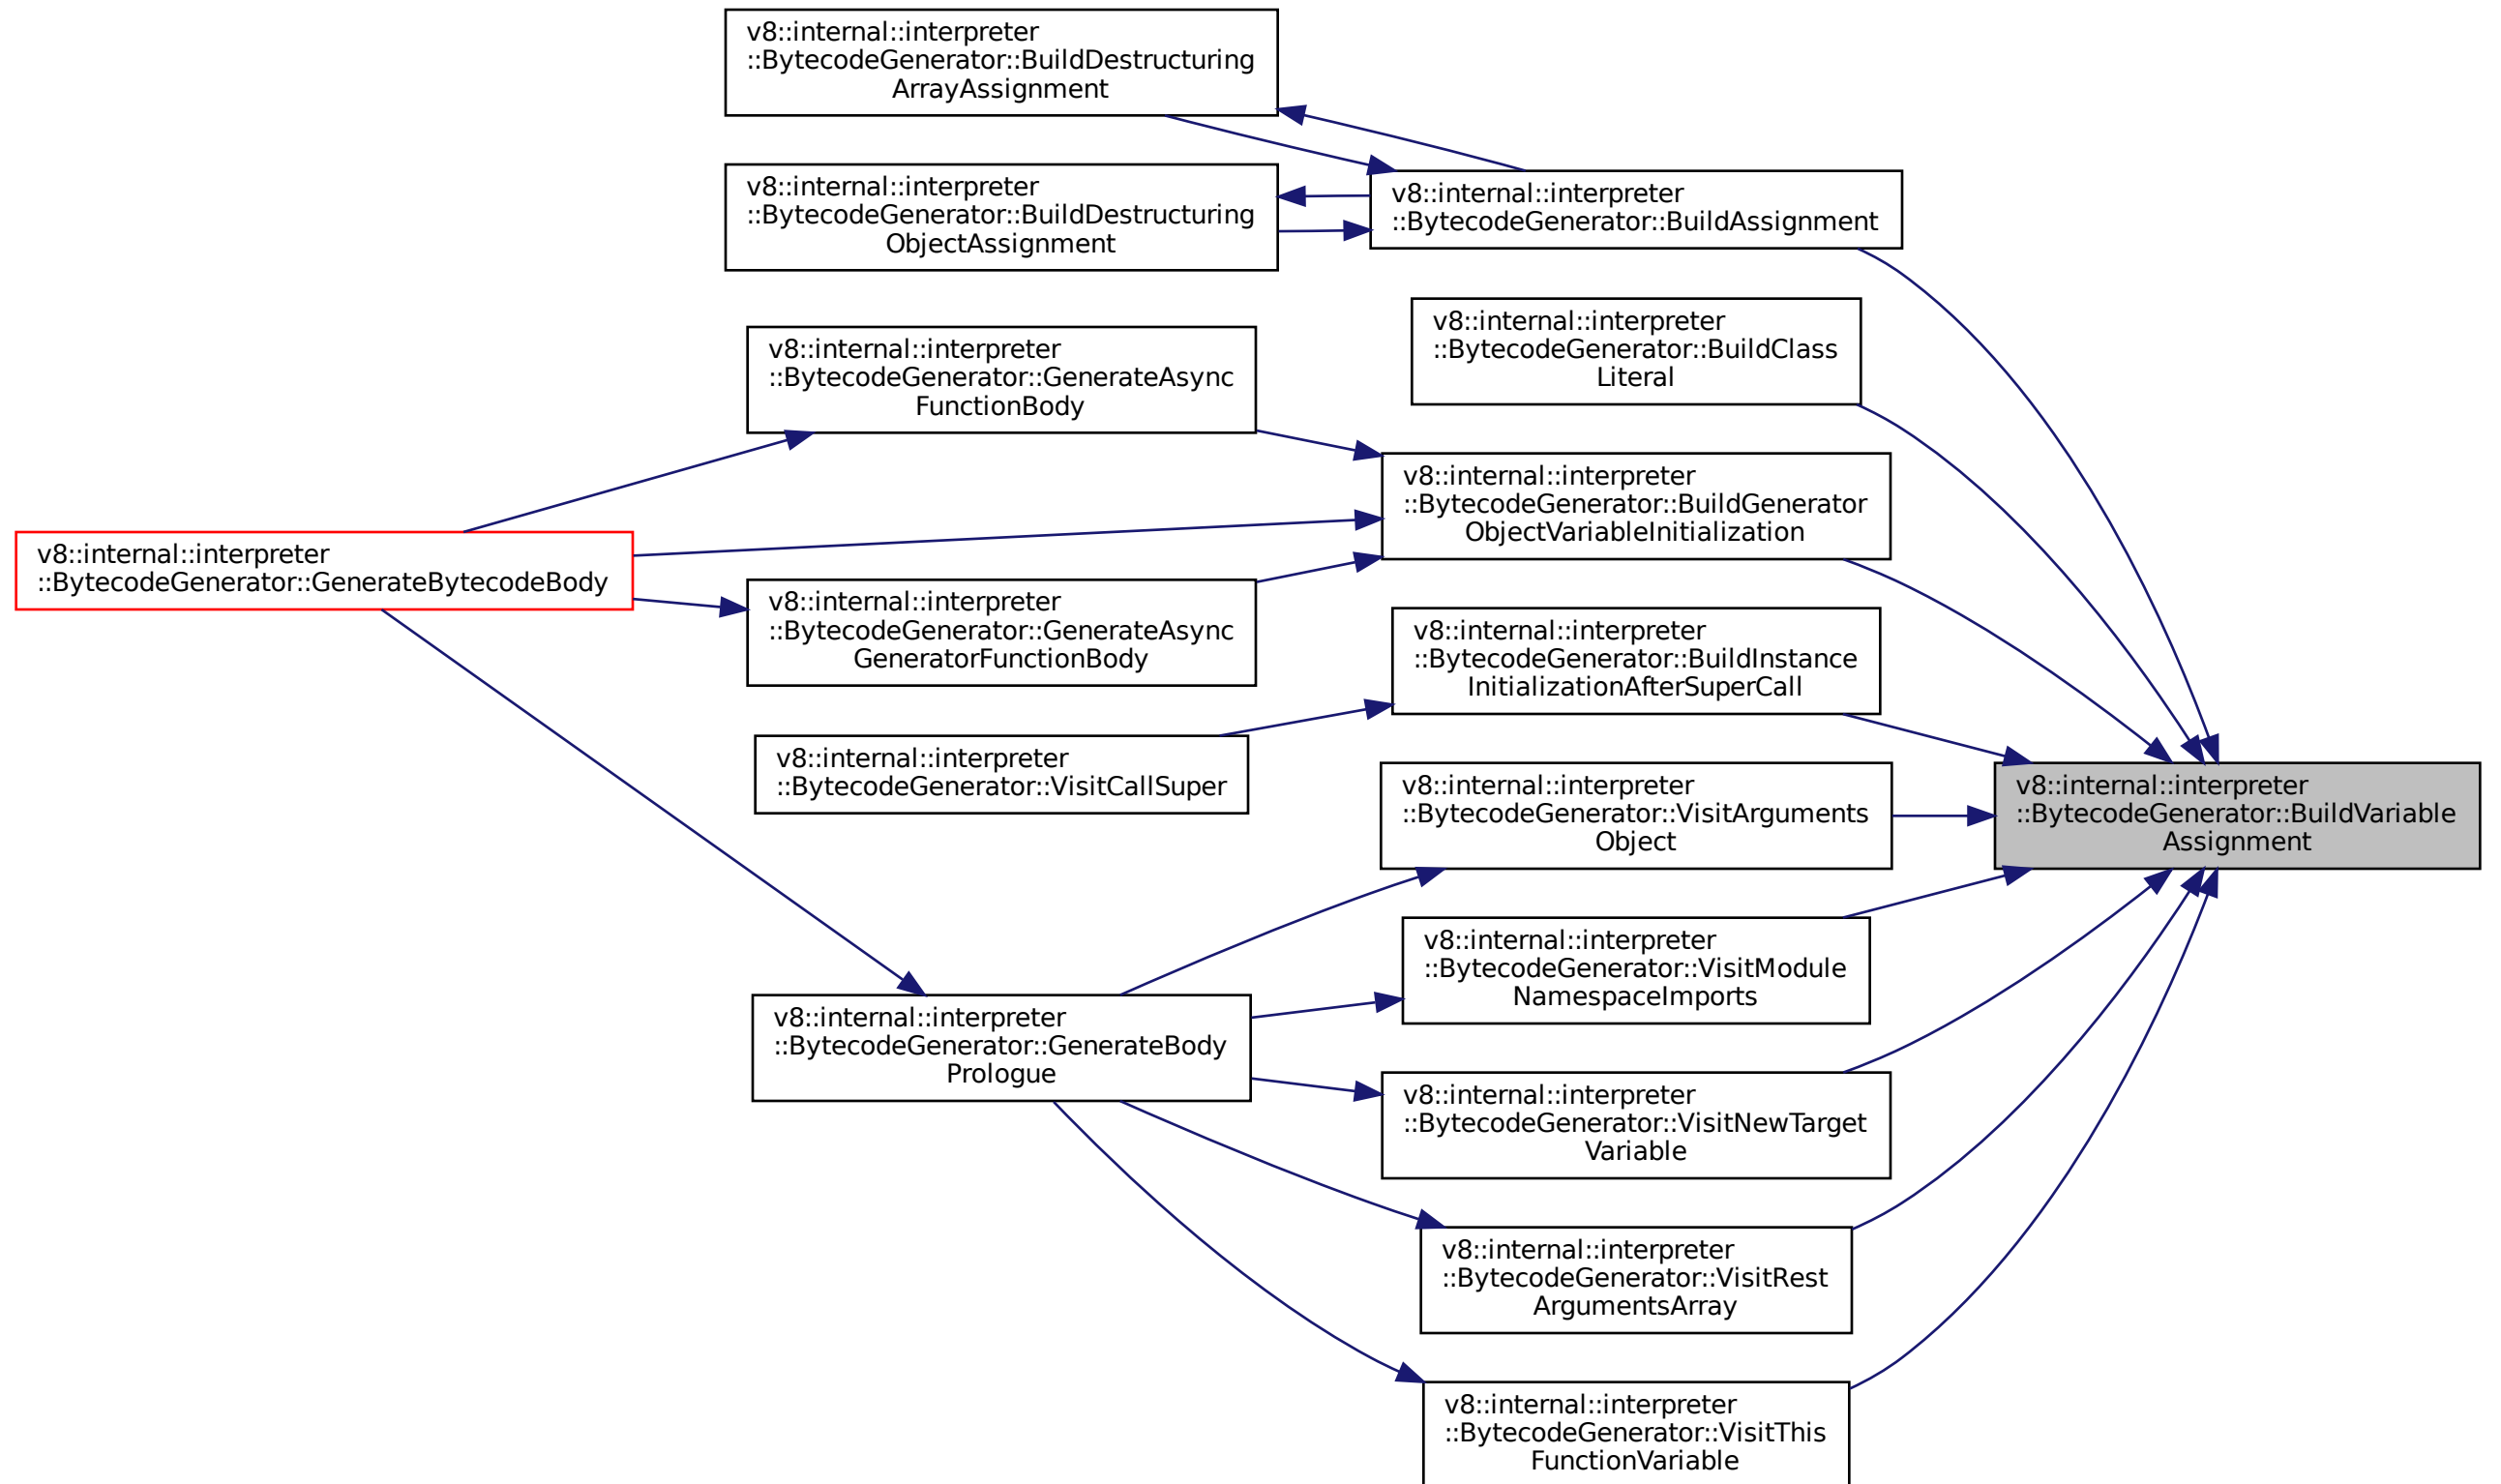 v8::internal::interpreter
::BytecodeGenerator::BuildDestructuring
ArrayAssignment
v8::internal::interpreter
::BytecodeGenerator::BuildDestructuring
ObjectAssignment
v8::internal::interpreter
::BytecodeGenerator::BuildAssignment
v8::internal::interpreter
::BytecodeGenerator::BuildClass
Literal
v8::internal::interpreter
::BytecodeGenerator::GenerateAsync
FunctionBody
v8::internal::interpreter
::BytecodeGenerator::BuildGenerator
ObjectVariableInitialization
v8::internal::interpreter
::BytecodeGenerator::GenerateBytecodeBody
v8::internal::interpreter
::BytecodeGenerator::GenerateAsync
GeneratorFunctionBody
v8::internal::interpreter
::BytecodeGenerator::BuildInstance
InitializationAfterSuperCall
v8::internal::interpreter
::BytecodeGenerator::VisitCallSuper
v8::internal::interpreter
::BytecodeGenerator::VisitArguments
Object
v8::internal::interpreter
::BytecodeGenerator::BuildVariable
Assignment
v8::internal::interpreter
::BytecodeGenerator::VisitModule
NamespaceImports
v8::internal::interpreter
::BytecodeGenerator::GenerateBody
Prologue
v8::internal::interpreter
::BytecodeGenerator::VisitNewTarget
Variable
v8::internal::interpreter
::BytecodeGenerator::VisitRest
ArgumentsArray
v8::internal::interpreter
::BytecodeGenerator::VisitThis
FunctionVariable